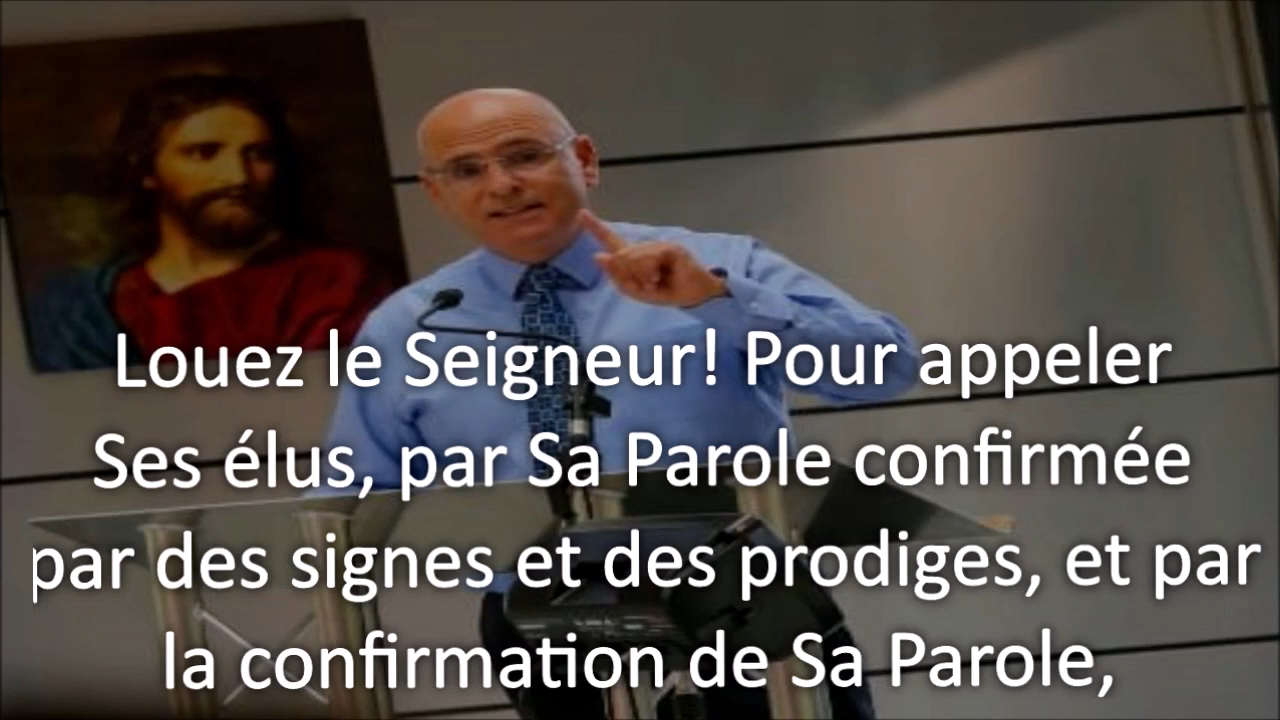 Louez le Seigneur! Pour appeler
Ses élus, par Sa Parole confirmée
par des signes et des prodiges, et par
la confirmation de Sa Parole,